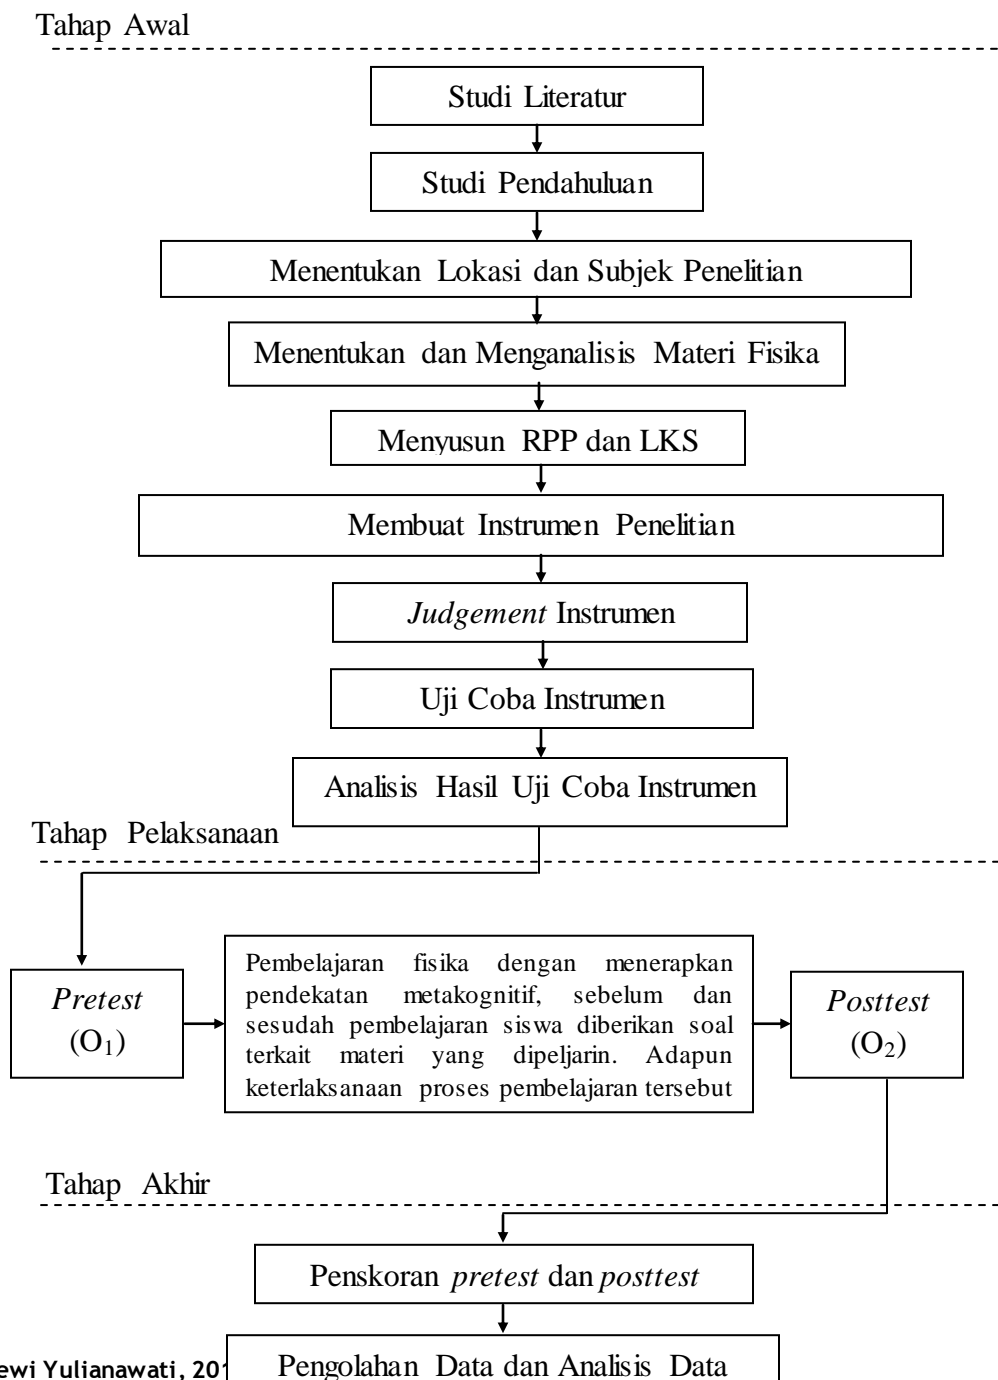 Tahap Awal
Studi Literatur
Studi Pendahuluan
Menentukan Lokasi dan Subjek Penelitian
Menentukan dan Menganalisis Materi Fisika
Menyusun RPP dan LKS
Membuat Instrumen Penelitian
Judgement Instrumen
Uji Coba Instrumen
Analisis Hasil Uji Coba Instrumen
Tahap Pelaksanaan
Pretest
(O1)
Pembelajaran fisika dengan menerapkan
pendekatan metakognitif, sebelum dan
sesudah pembelajaran siswa diberikan soal
terkait materi yang dipeljarin. Adapun
keterlaksanaan proses pembelajaran tersebut
Posttest
(O2)
Tahap Akhir
Penskoran pretest dan posttest
Pengolahan Data dan Analisis Data
Yulianawati,